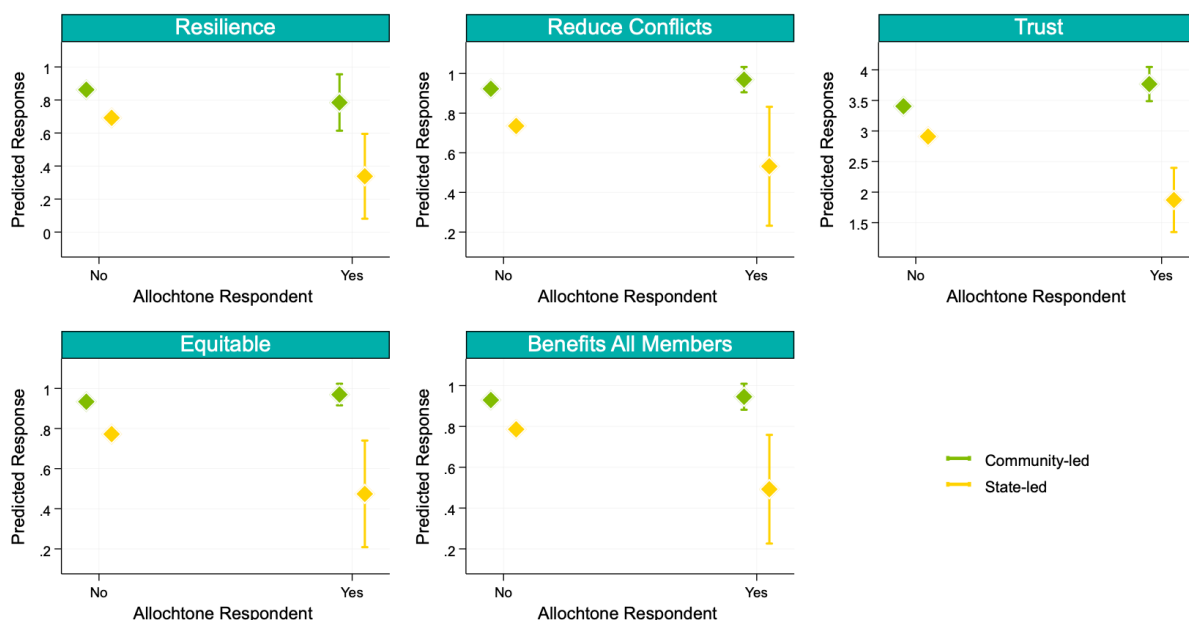 Resilience
Predicted Response
1
.8
.6
.4
.2
0
No
Yes
Allochtone Respondent
Reduce Conflicts
Predicted Response
1
.8
.6
.4
.2
No
Yes
Allochtone Respondent
Trust
Predicted Response
4
3.5
3
2.5
2
1.5
No
Yes
Allochtone Respondent
Equitable
Predicted Response
1
.8
.6
.4
.2
No
Yes
Allochtone Respondent
Benefits All Members
Predicted Response
1
.8
.6
.4
.2
No
Yes
Allochtone Respondent
Community-led
State-led